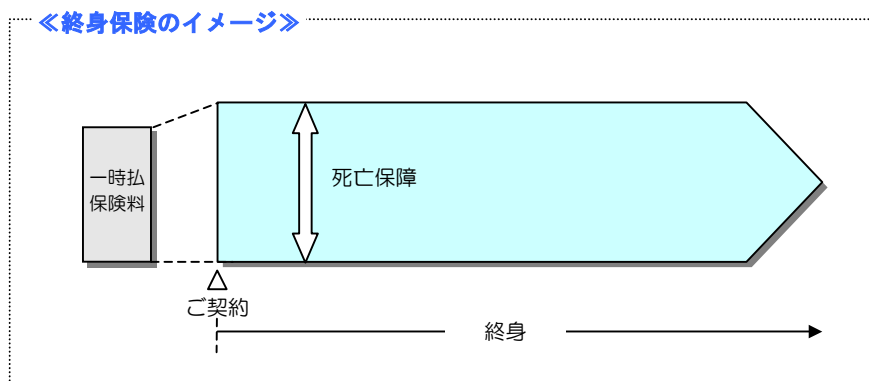 ≪終身保険のイメージ≫
一時払
保険料
死亡保障
ご契約
終身